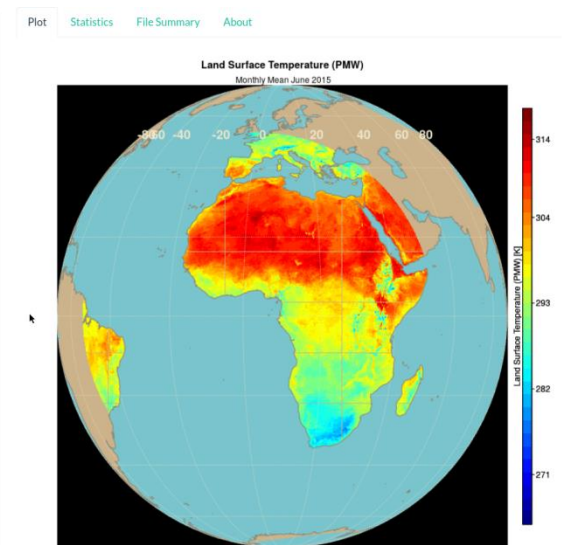 Plot Statistics File Summary About
Land Surface Temperature (PMW)
Monthly Mean June 2015
-40 -20 0 20 40 60 80
314
304
293
282
271
Land Surface Temperature (PMW) [K]